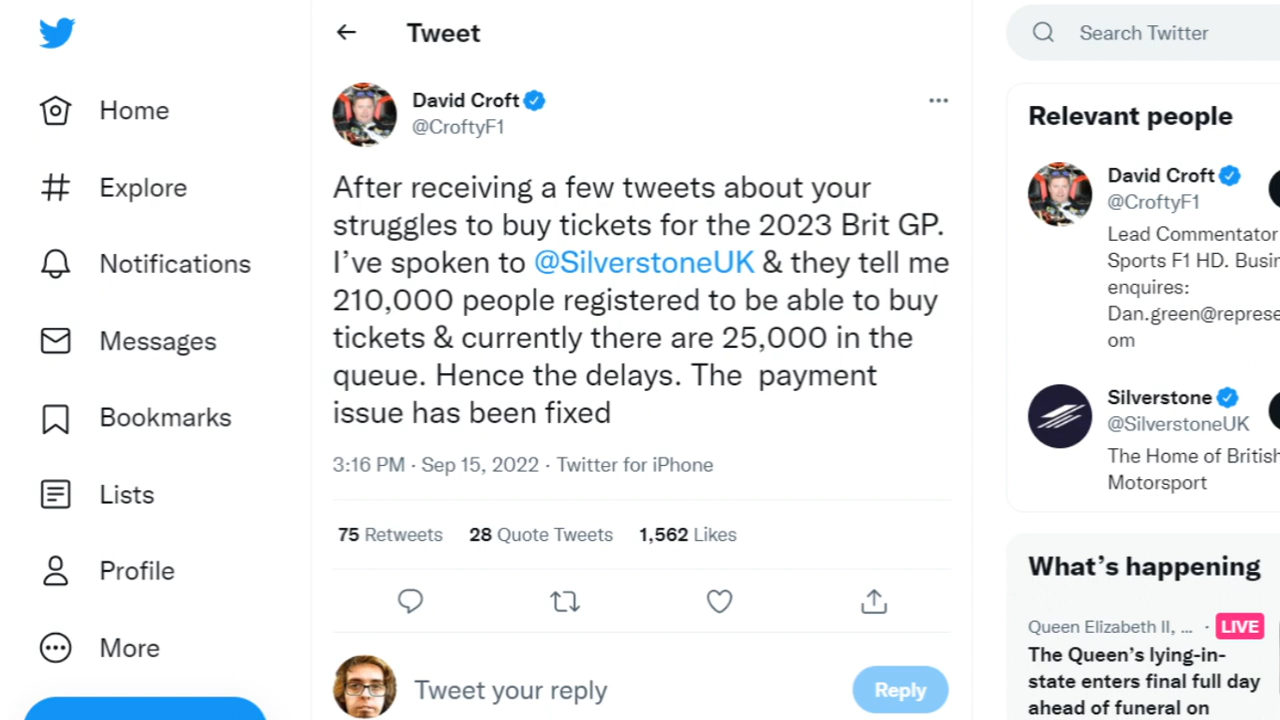 Tweet
Search Twitter
Home
Explore
Notifications
Messages
Bookmarks
Lists
Profile
More
David Croft
@CroftyF1
After receiving a few tweets about your
struggles to buy tickets for the 2023 Brit GP.
I’ve spoken to @SilverstoneUK & they tell me
210,000 people registered to be able to buy
tickets & currently there are 25,000 in the
queue. Hence the delays. The  payment
issue has been fixed
3:16 PM · Sep 15, 2022 · Twitter for iPhone
75 Retweets 28 Quote Tweets 1,562 Likes
Tweet your reply
Reply
Relevant people
David Croft
@CroftyF1
Lead Commentator
Sports F1 HD. Busin
enquires:
Dan.green@represe
om
Silverstone
@SilverstoneUK
The Home of British
Motorsport
What’s happening
Queen Elizabeth II, ... · LIVE
The Queen’s lying-in-
state enters final full day
ahead of funeral on